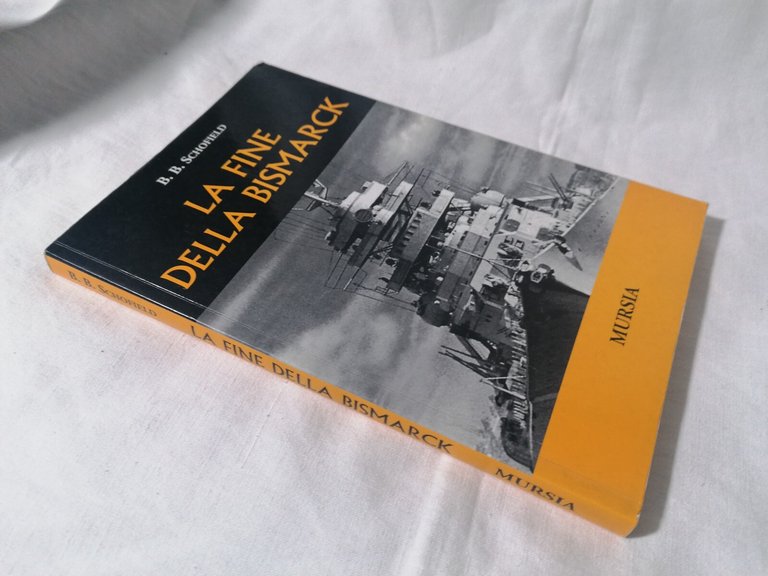 B. B. SCHOFIELD
LA FINE
DELLA BISMARCK
MURSIA
B. B. SCHOFIELD
LA FINE DELLA BISMARCK
MURSIA